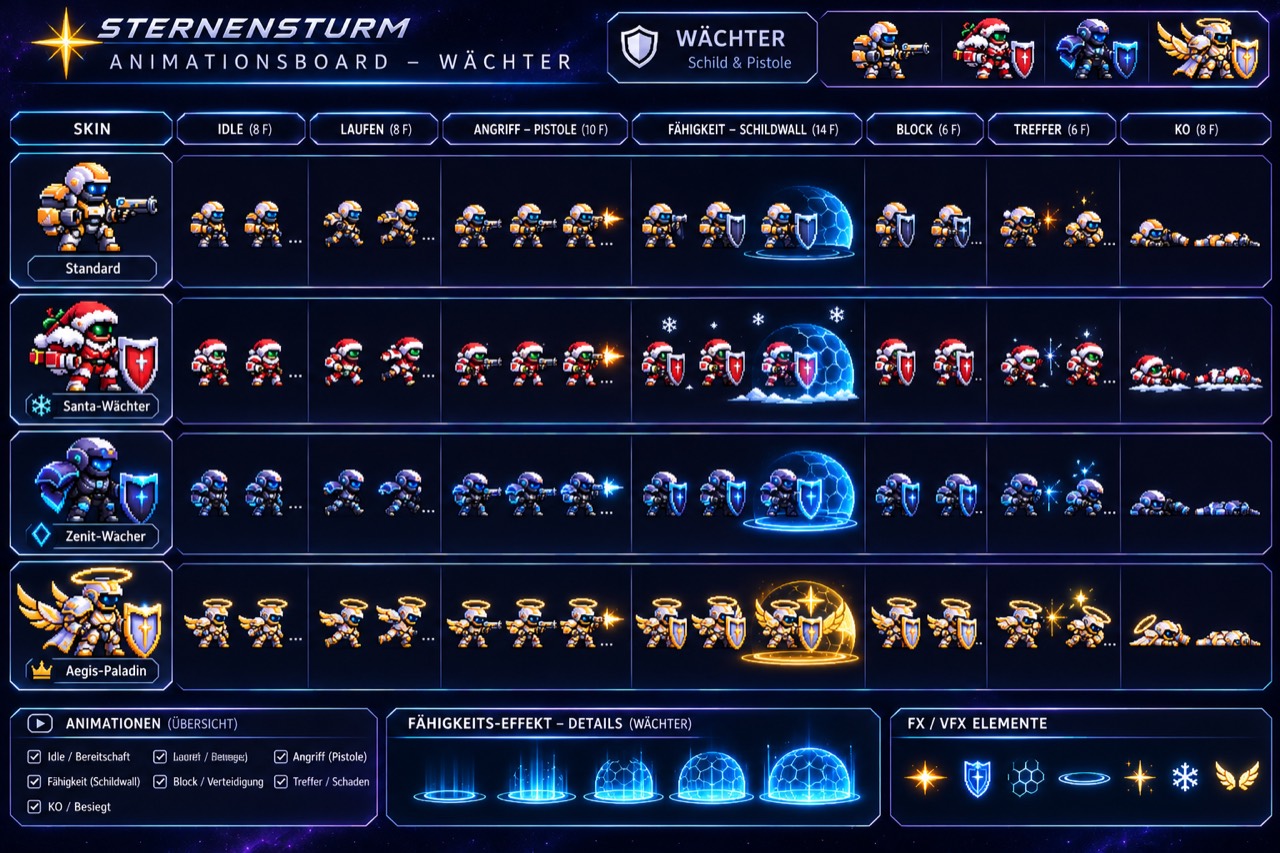 STERNENSTURM
ANIMATIONSBOARD – WÄCHTER
WÄCHTER
Schild & Pistole
SKIN
IDLE (8 F)
LAUFEN (8 F)
ANGRIFF – PISTOLE (10 F)
FÄHIGKEIT – SCHILDWALL (14 F)
BLOCK (6 F)
TREFFER (6 F)
KO (8 F)
Standard
... ... ... ... ...
Santa-Wächter
... ... ... ... ...
Zenit-Wacher
... ... ... ... ...
Aegis-Paladin
... ... ... ... ...
ANIMATIONEN (ÜBERSICHT)
Idle / Bereitschaft
Angriff (Pistole)
Fähigkeit (Schildwall)
Block / Verteidigung
Treffer / Schaden
KO / Besiegt
FÄHIGKEITS-EFFEKT – DETAILS (WÄCHTER)
FX / VFX ELEMENTE